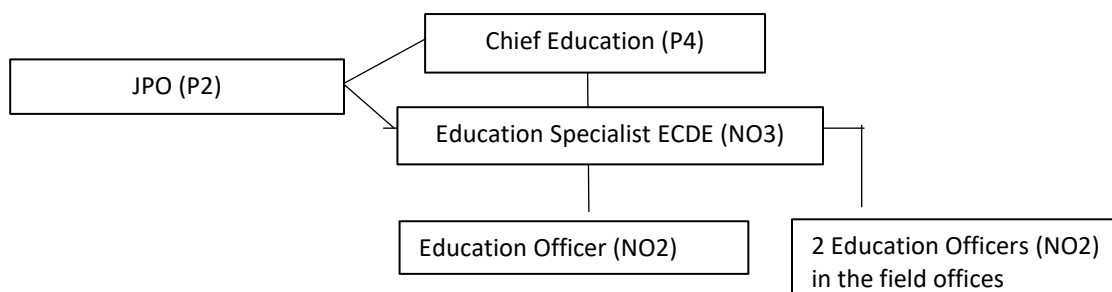 Chief Education (P4)
JPO (P2)
Education Specialist ECDE (NO3)
Education Officer (NO2)
2 Education Officers (NO2)
in the field offices